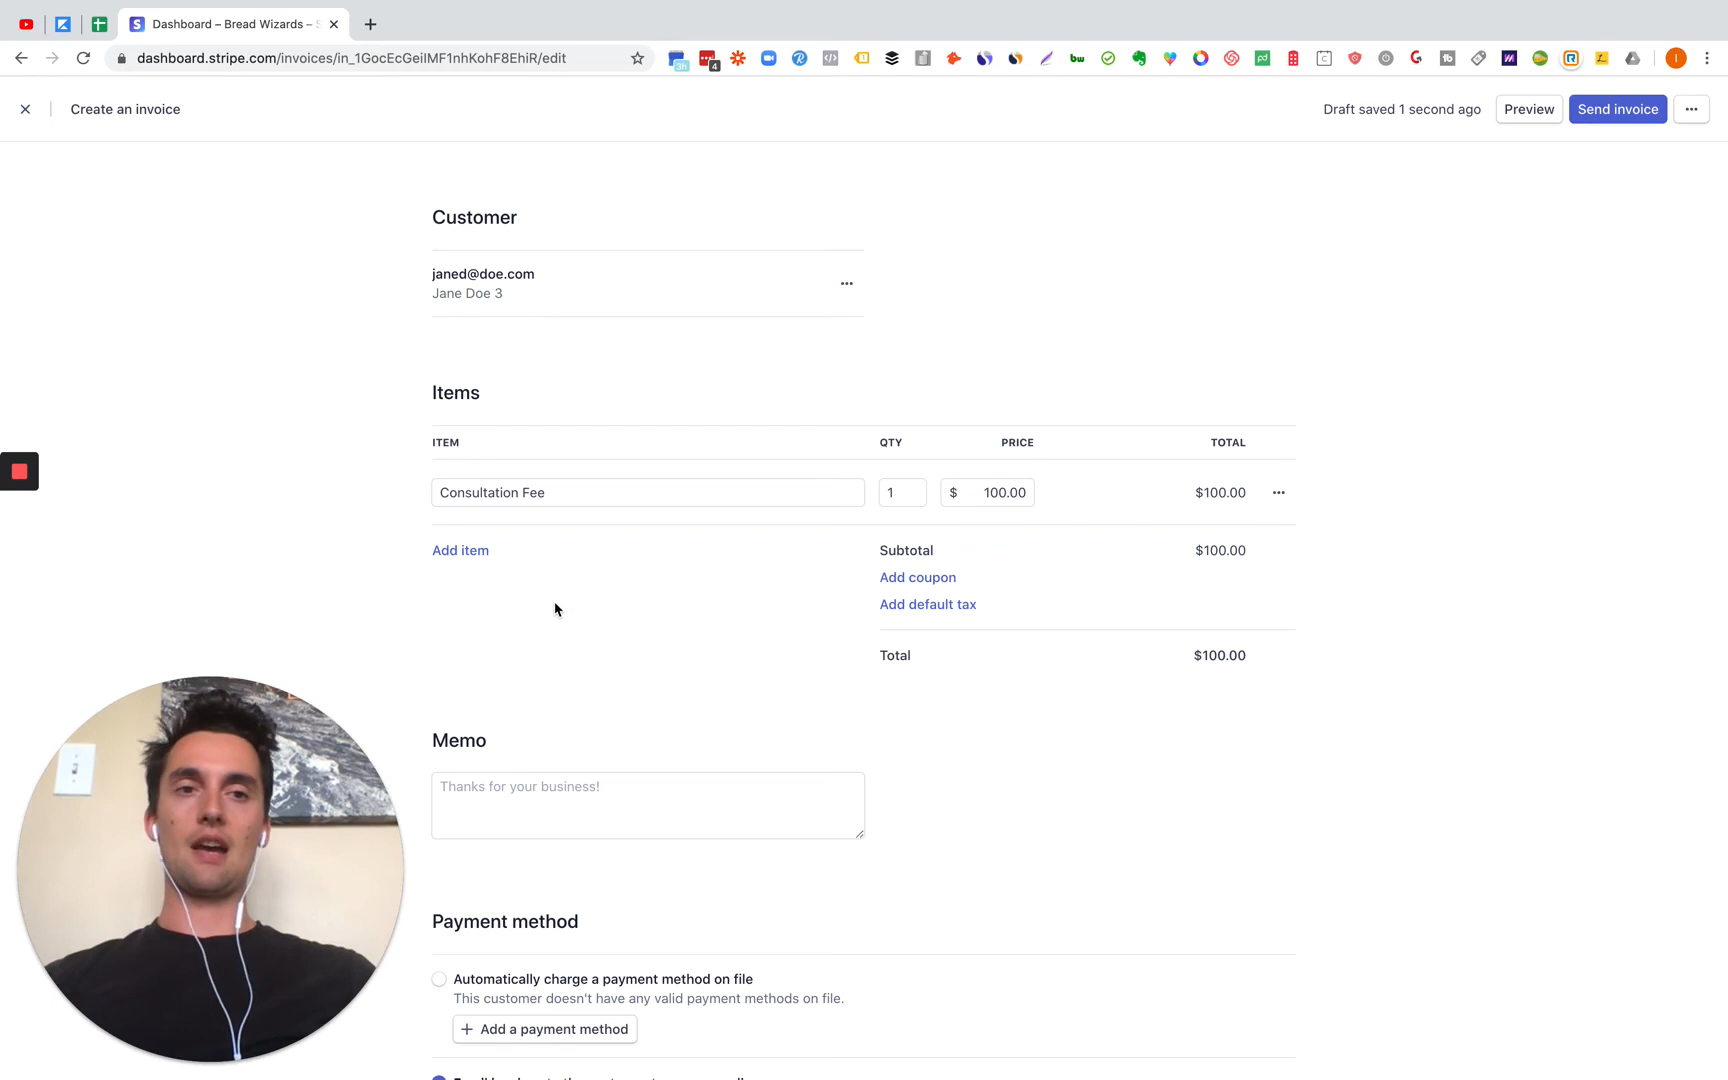 Dashboard – Bread Wizards – S
dashboard.stripe.com/invoices/in_1GocEcGeiIMF1nhKohF8EhiR/edit
3h
4
bw
Create an invoice
Draft saved 1 second ago
Preview
Send invoice
Customer
janed@doe.com
Jane Doe 3
Items
ITEM QTY PRICE TOTAL
Consultation Fee 1 $ 100.00 $100.00
Add item
Subtotal $100.00
Add coupon
Add default tax
Total $100.00
Memo
Thanks for your business!
Payment method
Automatically charge a payment method on file
This customer doesn't have any valid payment methods on file.
+ Add a payment method